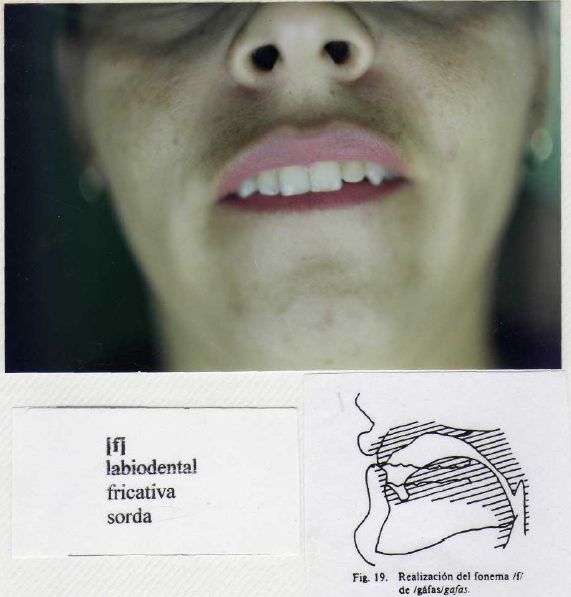 [f]
labiodental
fricativa
sorda
Fig. 19. Realización del fonema /f/
de /gáfas/gafas.